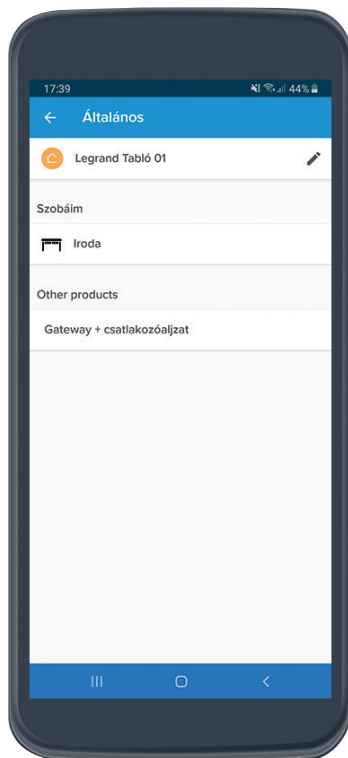 17:39 44%
Általános
Legrand Tabló 01
Szobáim
Iroda
Other products
Gateway + csatlakozóaljzat